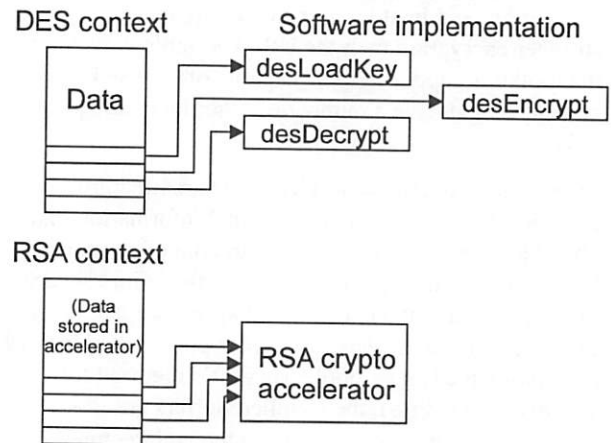 DES context
Software implementation
Data
desLoadKey
desEncrypt
desDecrypt
RSA context
(Data
stored in
accelerator)
RSA crypto
accelerator